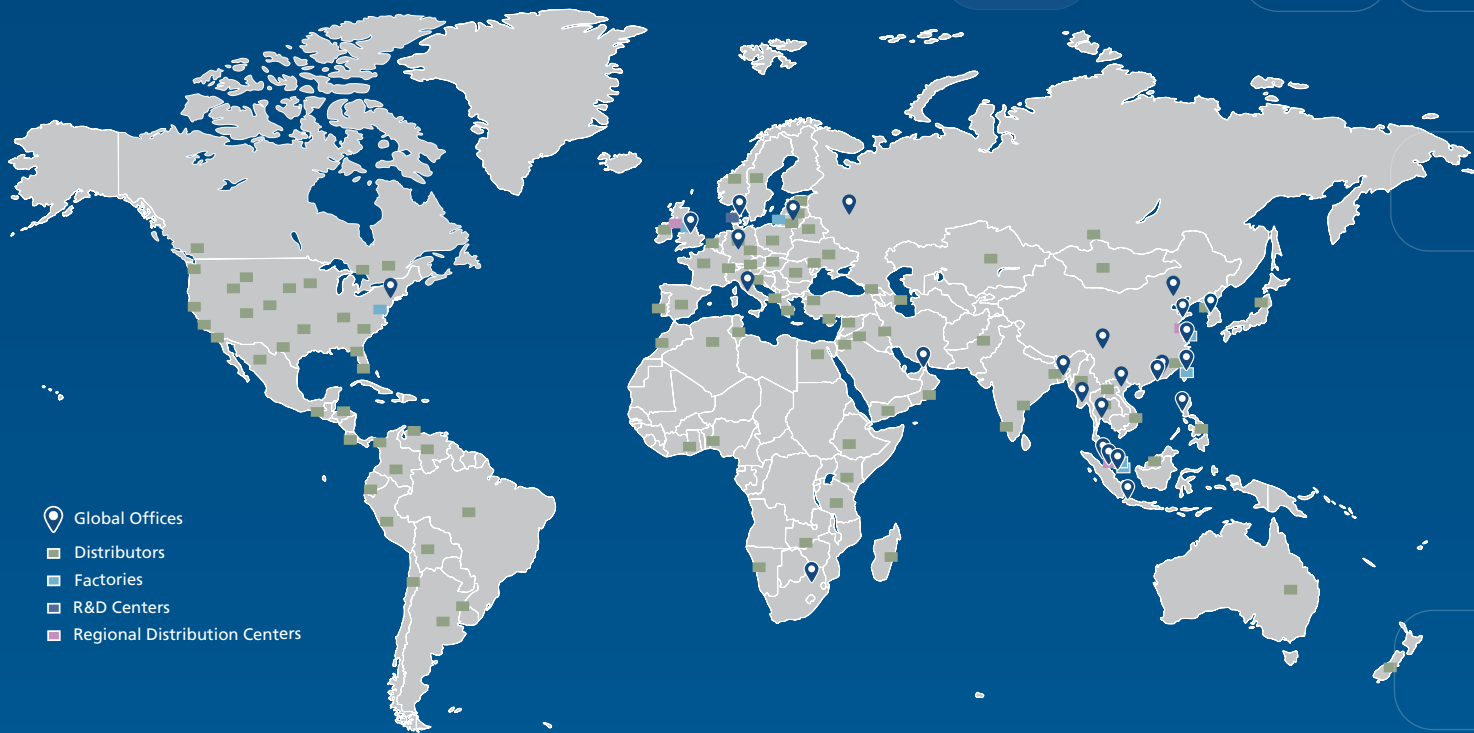 Global Offices
Distributors
Factories
R&D Centers
Regional Distribution Centers